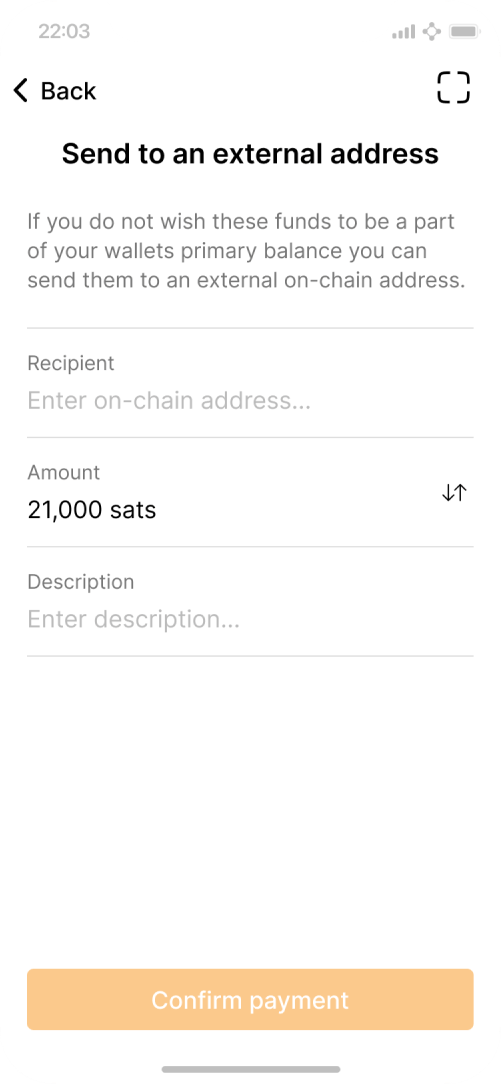 22:03
Back
Send to an external address
If you do not wish these funds to be a part
of your wallets primary balance you can
send them to an external on-chain address.
Recipient
Enter on-chain address...
Amount
21,000 sats
Description
Enter description...
Confirm payment